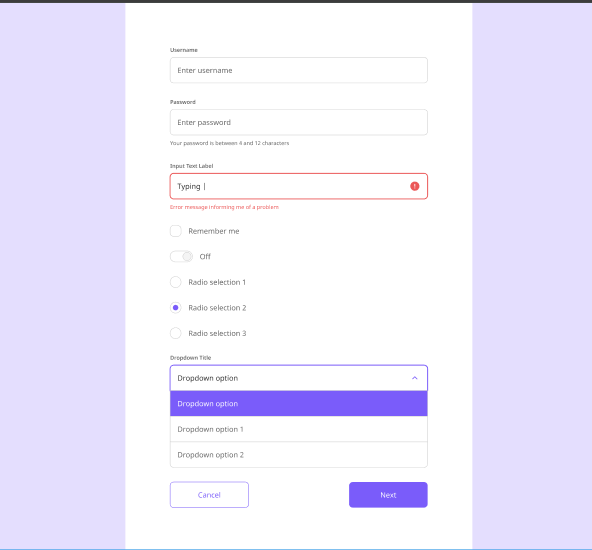 Username
Enter username
Password
Enter password
Your password is between 4 and 12 characters
Input Text Label
Typing |
Error message informing me of a problem
Remember me
Off
Radio selection 1
Radio selection 2
Radio selection 3
Dropdown Title
Dropdown option
Dropdown option
Dropdown option 1
Dropdown option 2
Cancel
Next